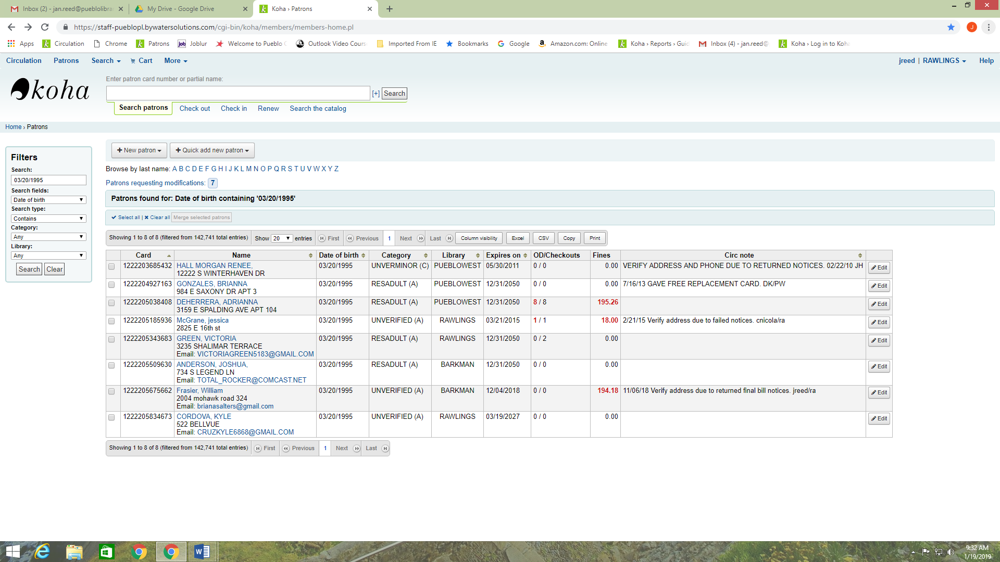 Inbox (2) - jan.reed@pueblolibra
My Drive - Google Drive
Koha › Patrons
https://staff-pueblopl.bywatersolutions.com/cgi-bin/koha/members/members-home.pl
J
Apps Circulation Chrome Patrons job Joblur Welcome to Pueblo Outlook Video Cours Imported From IE Bookmarks Google Amazon.com: Online Koha › Reports › Guid Inbox (4) - jan.reed@ Koha › Log in to Koha
Circulation Patrons Search Cart More jreed | RAWLINGS Help
koha
Enter patron card number or partial name:
[+] Search
Search patrons Check out Check in Renew Search the catalog
Home › Patrons
Filters
Search:
03/20/1995
Search fields:
Date of birth
Search type:
Contains
Category:
Any
Library:
Any
Search Clear
+ New patron + Quick add new patron
Browse by last name: A B C D E F G H I J K L M N O P Q R S T U V W X Y Z
Patrons requesting modifications: 7
Patrons found for: Date of birth containing '03/20/1995'
Select all | Clear all Merge selected patrons
Showing 1 to 8 of 8 (filtered from 142,741 total entries) Show 20 entries First Previous 1 Next Last Column visibility Excel CSV Copy Print
Card Name Date of birth Category Library Expires on OD/Checkouts Fines Circ note
1222203685432 HALL MORGAN RENEE, 03/20/1995 UNVERMINOR (C) PUEBLOWEST 05/30/2011 0 / 0 0.00 VERIFY ADDRESS AND PHONE DUE TO RETURNED NOTICES. 02/22/10 JH Edit
12222 S WINTERHAVEN DR
1222204927163 GONZALES, BRIANNA 03/20/1995 RESADULT (A) PUEBLOWEST 12/31/2050 0 / 0 0.00 7/16/13 GAVE FREE REPLACEMENT CARD. DK/PW Edit
984 E SAXONY DR APT 3
1222205038408 DEHERRERA, ADRIANNA 03/20/1995 RESADULT (A) PUEBLOWEST 12/31/2050 8 / 8 195.26 Edit
3159 E SPALDING AVE APT 104
1222205185936 McGrane, jessica 03/20/1995 UNVERIFIED (A) RAWLINGS 03/21/2015 1 / 1 18.00 2/21/15 Verify address due to failed notices. cnicola/ra Edit
2825 E 16th st
1222205343683 GREEN, VICTORIA 03/20/1995 RESADULT (A) RAWLINGS 12/31/2050 0 / 2 0.00 Edit
3235 SHALIMAR TERRACE
Email: VICTORIAGREEN5183@GMAIL.COM
1222205509630 ANDERSON, JOSHUA, 03/20/1995 RESADULT (A) BARKMAN 12/31/2050 0 / 0 0.00 Edit
734 S LEGEND LN
Email: TOTAL_ROCKER@COMCAST.NET
1222205675662 Frasier, William 03/20/1995 UNVERIFIED (A) BARKMAN 12/04/2018 0 / 0 194.18 11/06/18 Verify address due to returned final bill notices. jreed/ra Edit
2004 mohawk road 324
Email: brianasalters@gmail.com
1222205834673 CORDOVA, KYLE 03/20/1995 UNVERIFIED (A) RAWLINGS 03/19/2027 0 / 0 0.00 Edit
522 BELLVUE
Email: CRUZKYLE6868@GMAIL.COM
Showing 1 to 8 of 8 (filtered from 142,741 total entries) First Previous 1 Next Last
9:32 AM
1/19/2019